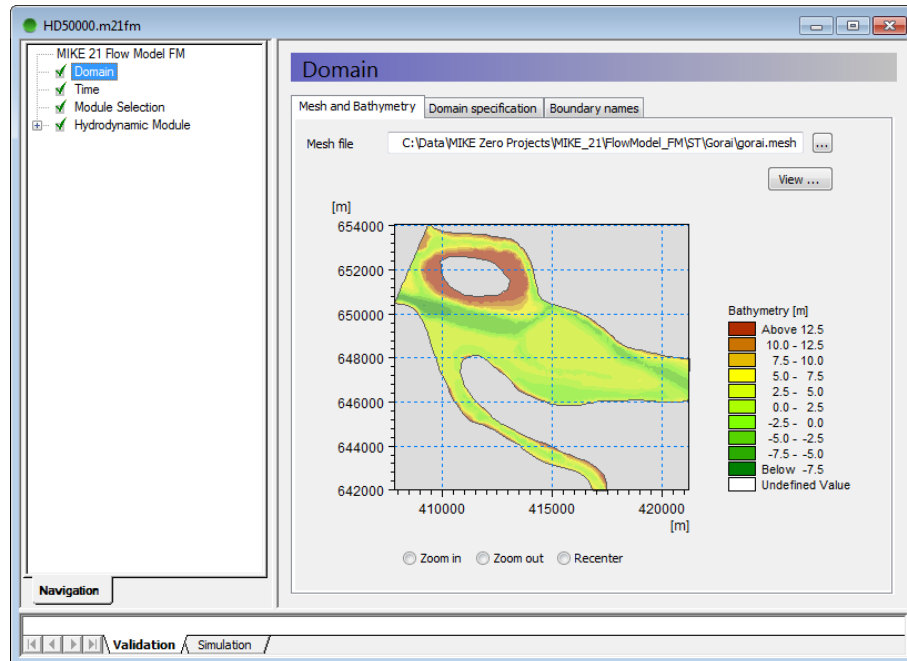 HD50000.m21fm
MIKE 21 Flow Model FM
Domain
Time
Module Selection
Hydrodynamic Module
Navigation
Domain
Mesh and Bathymetry Domain specification Boundary names
Mesh file C:\Data\MIKE Zero Projects\MIKE_21\FlowModel_FM\ST\Gorai\gorai.mesh ...
View ...
[m]
654000
652000
650000
648000
646000
644000
642000
410000 415000 420000
[m]
Bathymetry [m]
Above 12.5
10.0 - 12.5
7.5 - 10.0
5.0 - 7.5
2.5 - 5.0
0.0 - 2.5
-2.5 - 0.0
-5.0 - -2.5
-7.5 - -5.0
Below -7.5
Undefined Value
Zoom in Zoom out Recenter
Validation Simulation